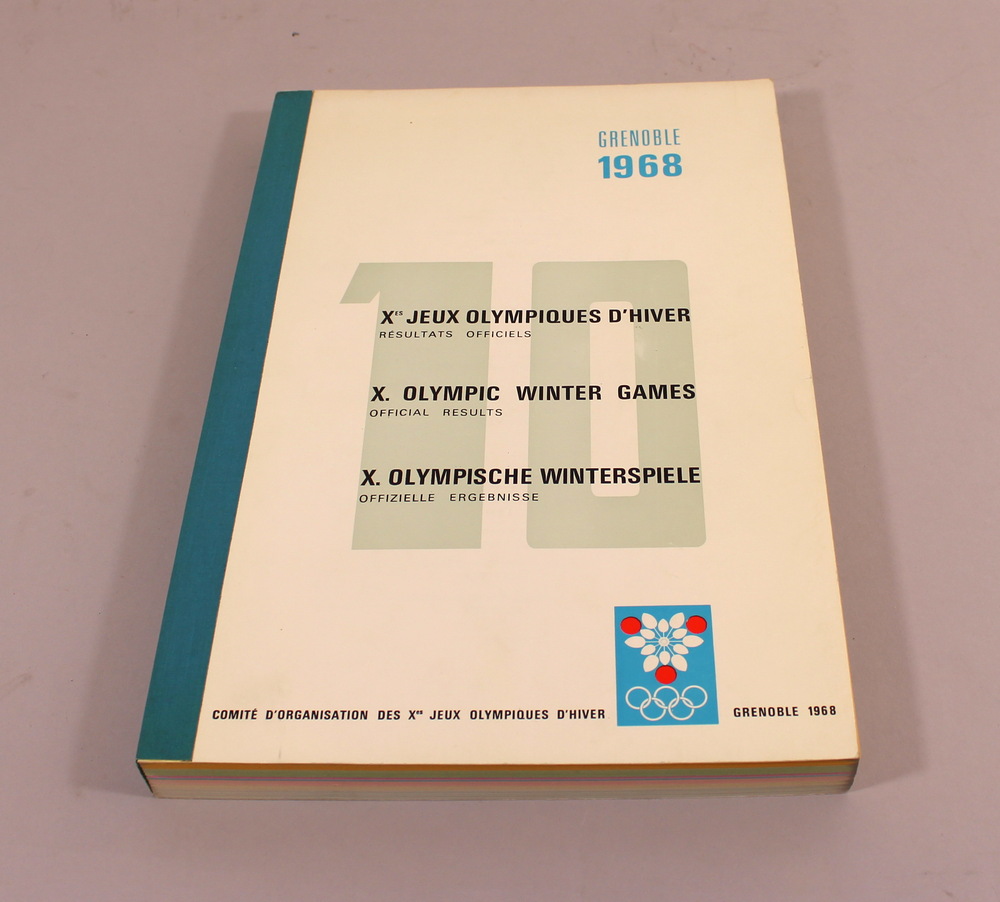 GRENOBLE
1968
10
Xᴱˢ JEUX OLYMPIQUES D'HIVER
RÉSULTATS OFFICIELS
X. OLYMPIC WINTER GAMES
OFFICIAL RESULTS
X. OLYMPISCHE WINTERSPIELE
OFFIZIELLE ERGEBNISSE
COMITÉ D'ORGANISATION DES Xᵉˢ JEUX OLYMPIQUES D'HIVER GRENOBLE 1968